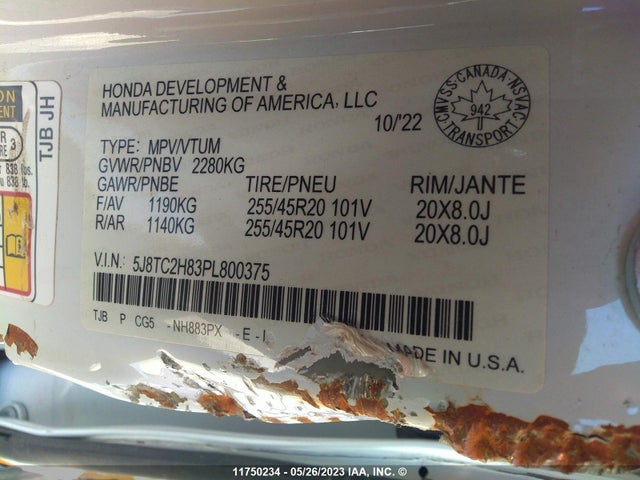 HONDA DEVELOPMENT &
MANUFACTURING OF AMERICA, LLC
10/'22
CMVSS-CANADA-NSVAC
942
TRANSPORT
TYPE: MPV/VTUM
GVWR/PNBV 2280KG
GAWR/PNBE TIRE/PNEU RIM/JANTE
F/AV 1190KG 255/45R20 101V 20X8.0J
R/AR 1140KG 255/45R20 101V 20X8.0J
V.I.N.: 5J8TC2H83PL800375
TJB P CG5 -NH883PX -E-I
MADE IN U.S.A.
TJB JH
838 lbs.
11750234 - 05/26/2023 IAA, INC. ©